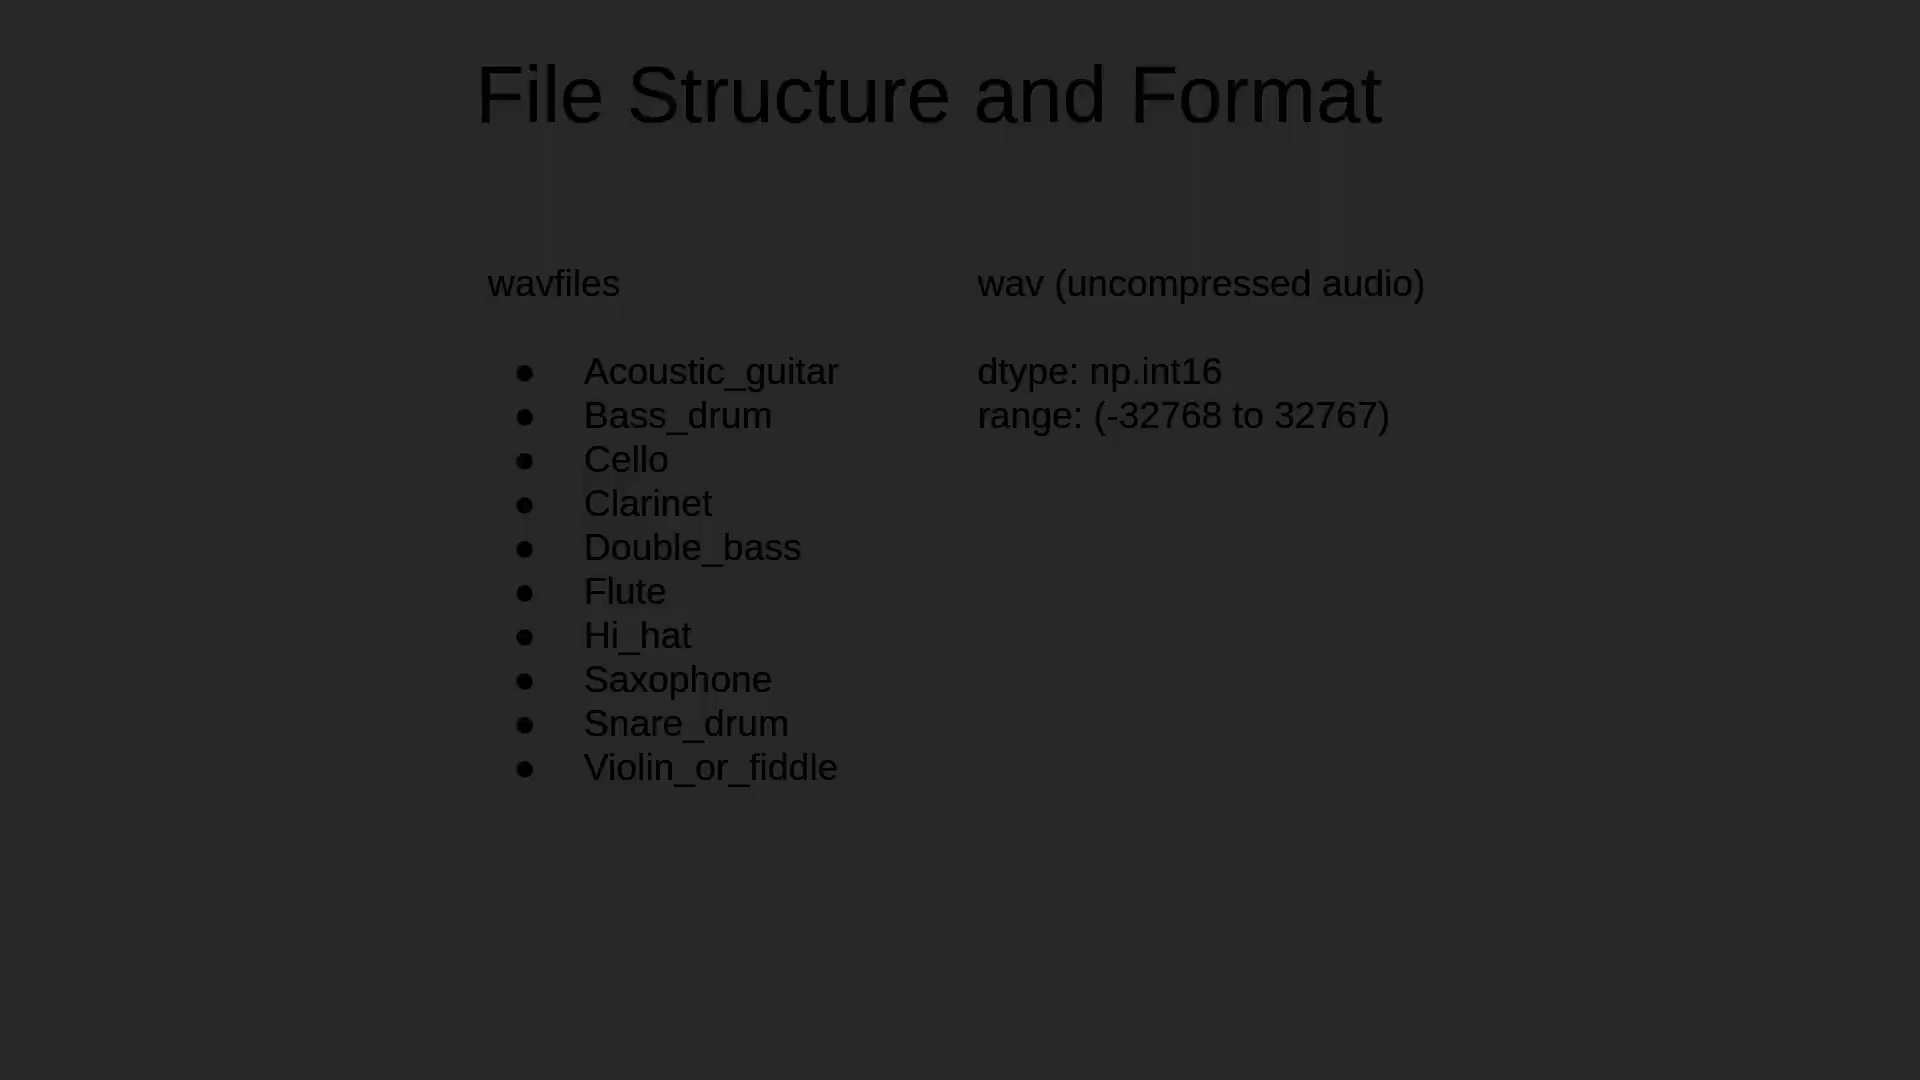 File Structure and Format
wavfiles
● Acoustic_guitar
● Bass_drum
● Cello
● Clarinet
● Double_bass
● Flute
● Hi_hat
● Saxophone
● Snare_drum
● Violin_or_fiddle
wav (uncompressed audio)
dtype: np.int16
range: (-32768 to 32767)